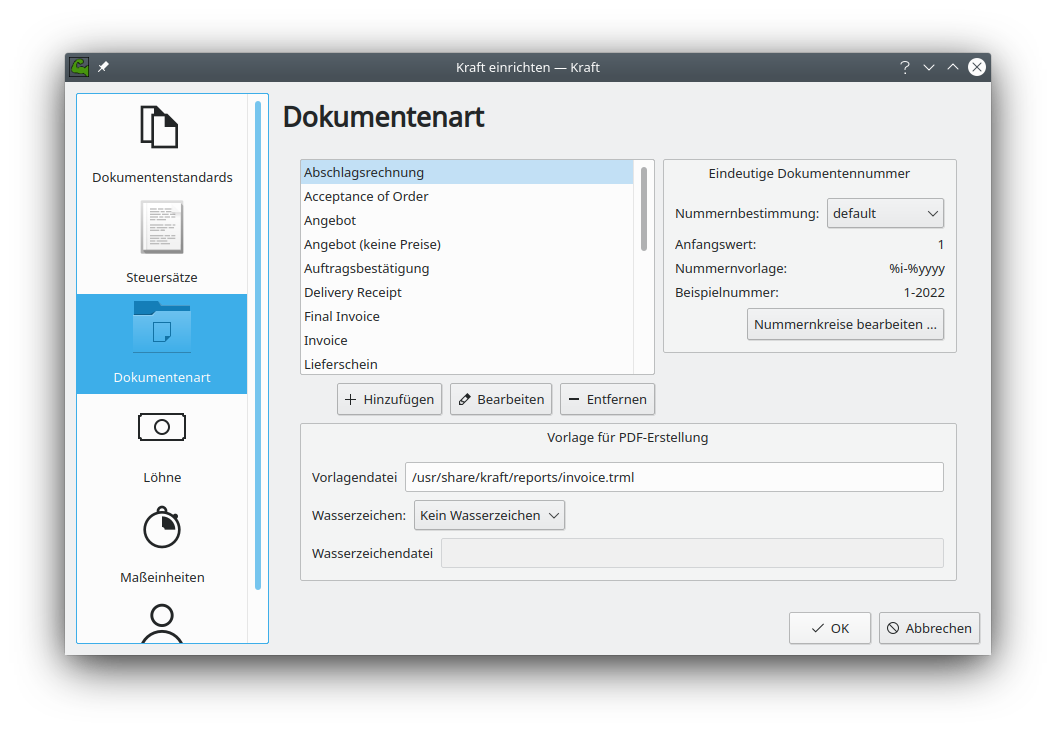 Kraft einrichten — Kraft
Dokumentenstandards
Steuersätze
Dokumentenart
Löhne
Maßeinheiten
Dokumentenart
Abschlagsrechnung
Acceptance of Order
Angebot
Angebot (keine Preise)
Auftragsbestätigung
Delivery Receipt
Final Invoice
Invoice
Lieferschein
Hinzufügen
Bearbeiten
Entfernen
Eindeutige Dokumentennummer
Nummernbestimmung: default
Anfangswert: 1
Nummernvorlage: %i-%yyyy
Beispielnummer: 1-2022
Nummernkreise bearbeiten ...
Vorlage für PDF-Erstellung
Vorlagendatei /usr/share/kraft/reports/invoice.trml
Wasserzeichen: Kein Wasserzeichen
Wasserzeichendatei
OK
Abbrechen